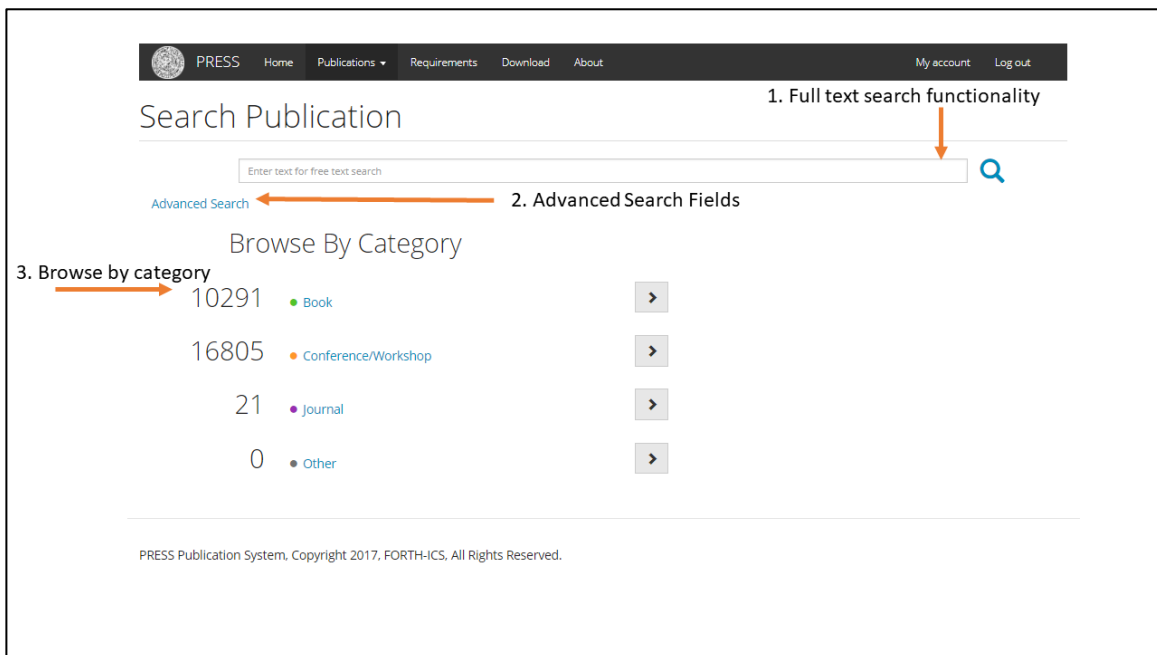 PRESS Home Publications Requirements Download About My account Log out
1. Full text search functionality
Search Publication
Enter text for free text search
Advanced Search
2. Advanced Search Fields
Browse By Category
3. Browse by category
10291 Book
16805 Conference/Workshop
21 Journal
0 Other
PRESS Publication System, Copyright 2017, FORTH-ICS, All Rights Reserved.